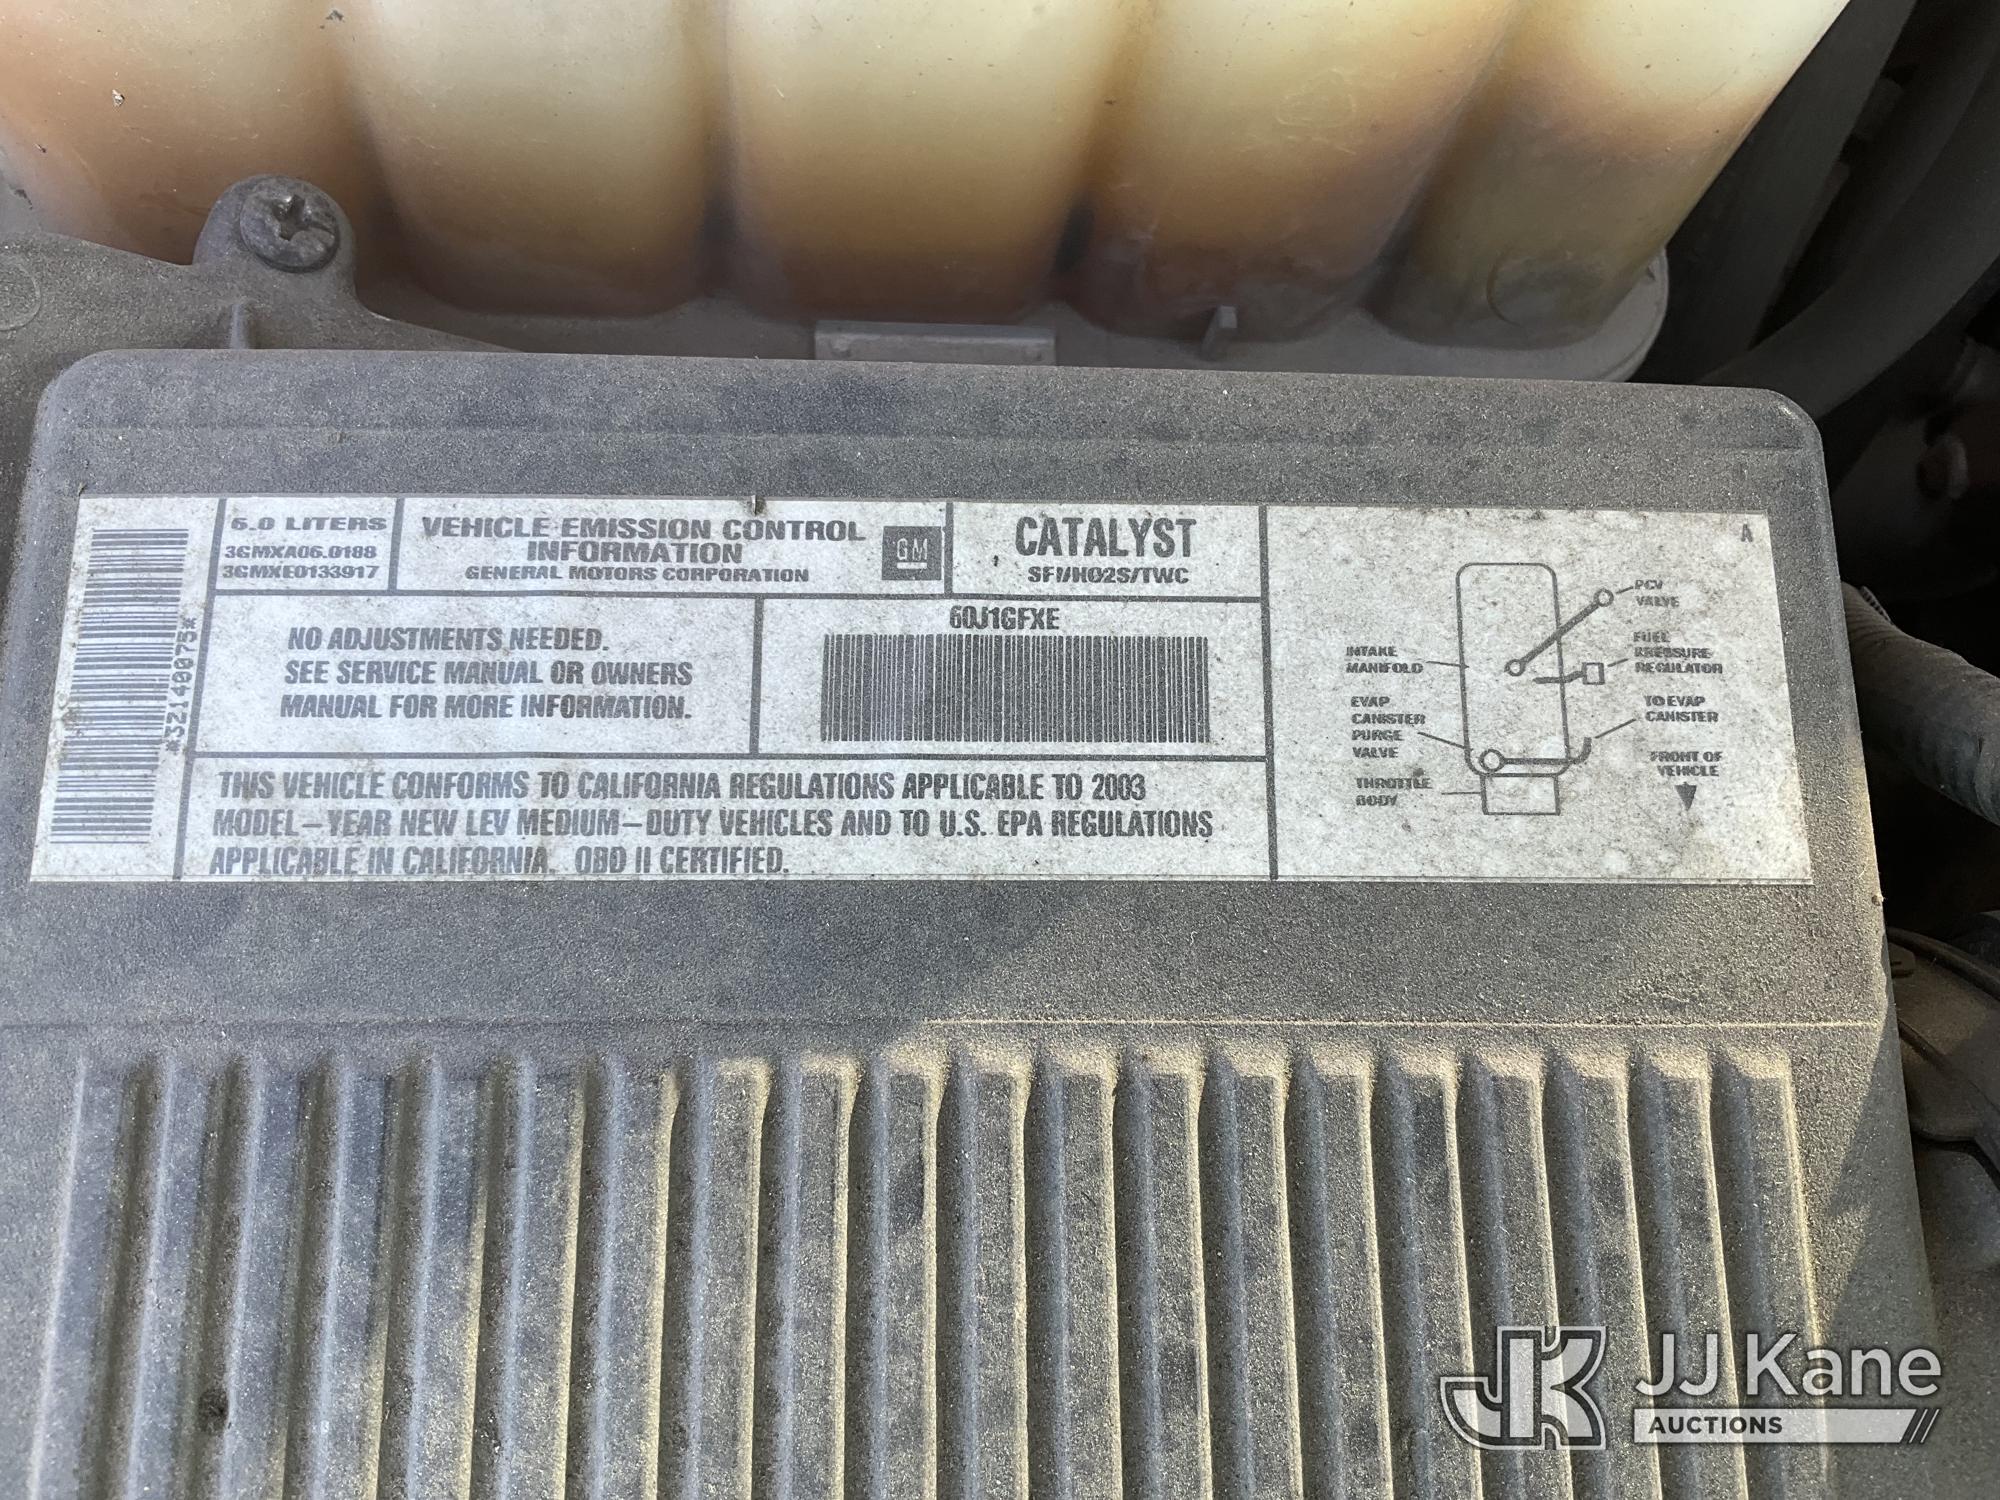 6.0 LITERS
3GMXA06.0188
3GMXE0133917
VEHICLE EMISSION CONTROL
INFORMATION
GENERAL MOTORS CORPORATION
GM
CATALYST
SFI/HO2S/TWC
*32140075*
NO ADJUSTMENTS NEEDED.
SEE SERVICE MANUAL OR OWNERS
MANUAL FOR MORE INFORMATION.
60J1GFXE
THIS VEHICLE CONFORMS TO CALIFORNIA REGULATIONS APPLICABLE TO 2003
MODEL-YEAR NEW LEV MEDIUM-DUTY VEHICLES AND TO U.S. EPA REGULATIONS
APPLICABLE IN CALIFORNIA. OBD II CERTIFIED.
A
PCV
VALVE
FUEL
PRESSURE
REGULATOR
INTAKE
MANIFOLD
EVAP
CANISTER
PURGE
VALVE
TO EVAP
CANISTER
FRONT OF
VEHICLE
THROTTLE
BODY
JK JJ Kane
AUCTIONS